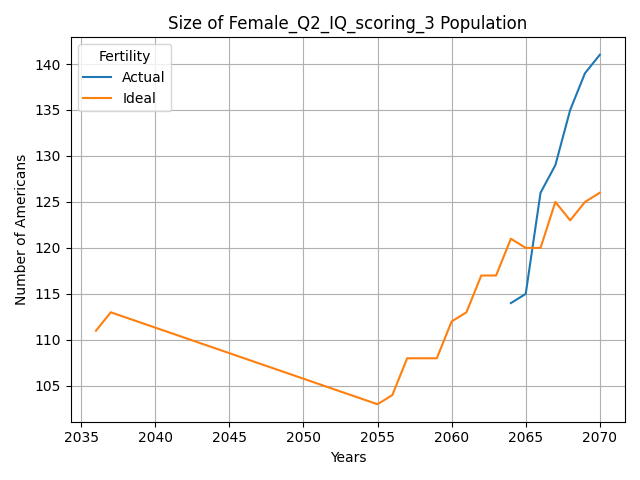 Size of Female_Q2_IQ_scoring_3 Population
Fertility
Actual
Ideal
Number of Americans
140
135
130
125
120
115
110
105
2035 2040 2045 2050 2055 2060 2065 2070
Years